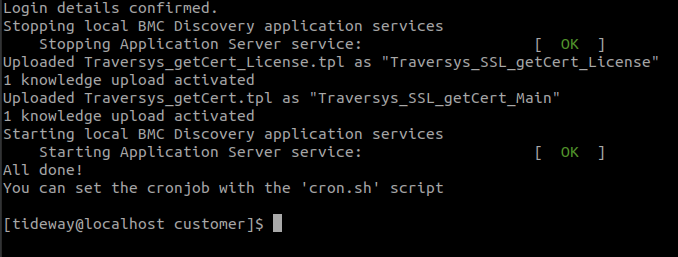 Login details confirmed.
Stopping local BMC Discovery application services
    Stopping Application Server service:                   [  OK  ]
Uploaded Traversys_getCert_License.tpl as "Traversys_SSL_getCert_License"
1 knowledge upload activated
Uploaded Traversys_getCert.tpl as "Traversys_SSL_getCert_Main"
1 knowledge upload activated
Starting local BMC Discovery application services
    Starting Application Server service:                   [  OK  ]
All done!
You can set the cronjob with the 'cron.sh' script

[tideway@localhost customer]$